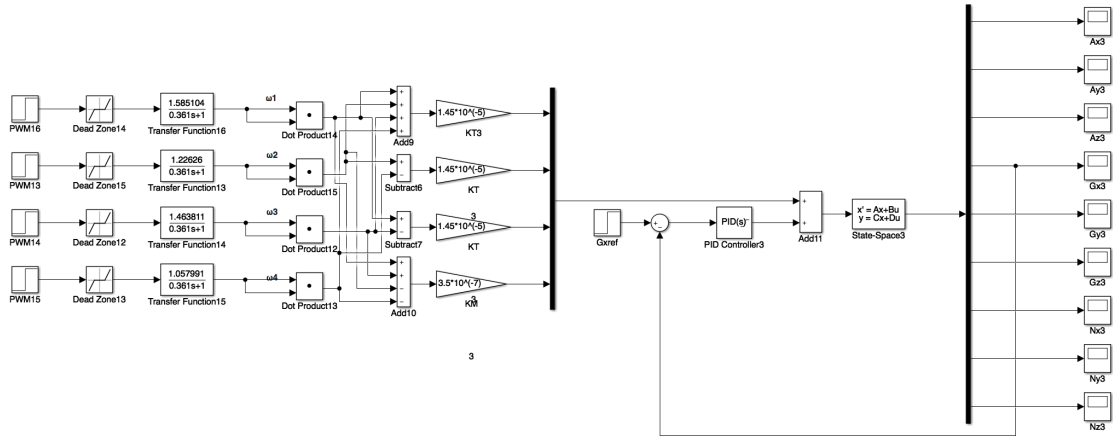 Ax3
Ay3
Az3
Gx3
Gy3
Gz3
Nx3
Ny3
Nz3
PWM16
Dead Zone14
1.585104
0.361s+1
Transfer Function16
ω1
Dot Product14
+
+
+
+
Add9
1.45*10^(-5)
KT3
PWM13
Dead Zone15
1.22626
0.361s+1
Transfer Function13
ω2
Dot Product15
+
−
Subtract6
1.45*10^(-5)
KT
3
PWM14
Dead Zone12
1.463811
0.361s+1
Transfer Function14
ω3
Dot Product12
+
−
Subtract7
1.45*10^(-5)
KT
3
PWM15
Dead Zone13
1.057991
0.361s+1
Transfer Function15
ω4
Dot Product13
+
+
−
−
Add10
3.5*10^(-7)
KM
3
Gxref
+
−
PID(s)
PID Controller3
+
+
Add11
x' = Ax+Bu
y = Cx+Du
State-Space3